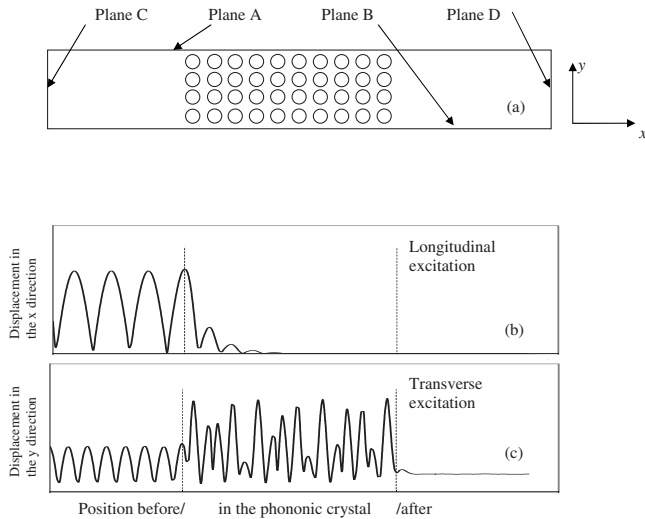 Plane C Plane A Plane B Plane D
(a)
y
x
Displacement in
the x direction
Longitudinal
excitation
(b)
Displacement in
the y direction
Transverse
excitation
(c)
Position before/ in the phononic crystal /after